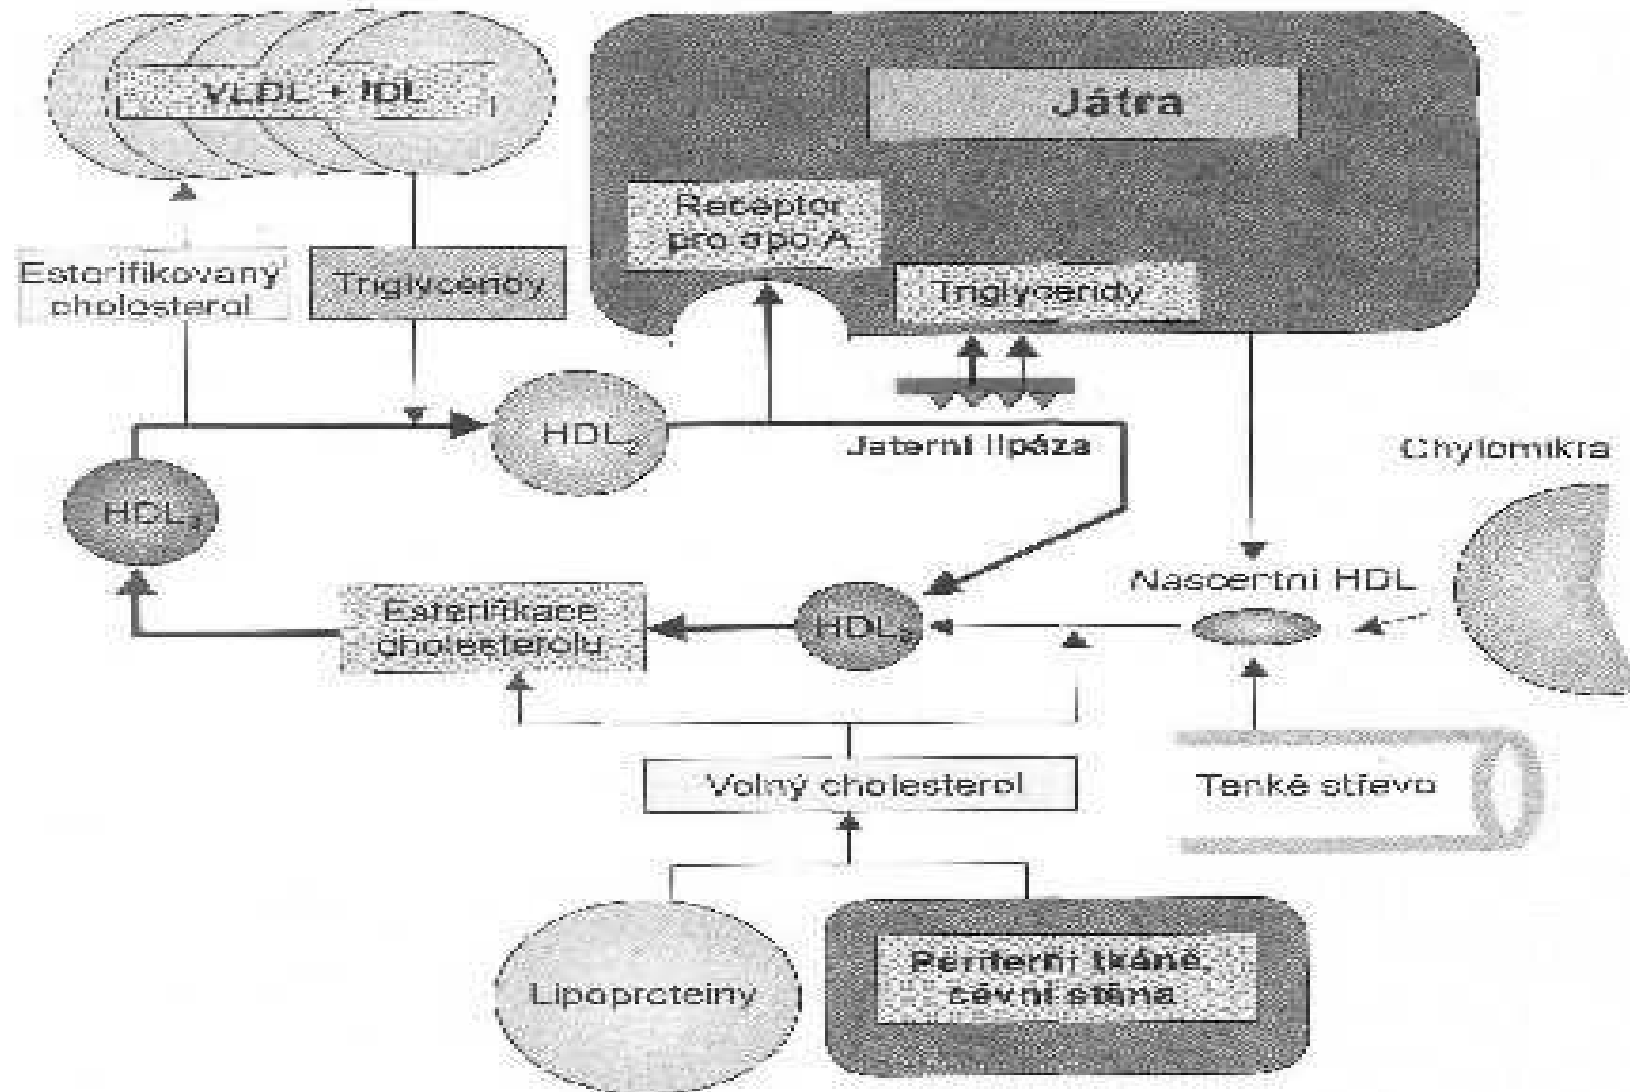 VLDL + IDL
Játra
Receptor
pro apo A
Esterifikovaný
cholesterol
Triglyceridy
Triglyceridy
HDL2
Jaterní lipáza
Chylomikra
HDL3
Nascentní HDL
Esterifikace
cholesterolu
HDL3
Volný cholesterol
Tenké střevo
Lipoproteiny
Periferní tkáně,
cévní stěna